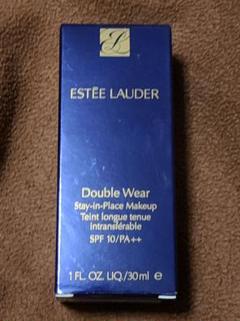 ESTĒE LAUDER
Double Wear
Stay-in-Place Makeup
Teint longue tenue
intransférable
SPF 10/PA++
1 FL. OZ. LIQ./30ml e